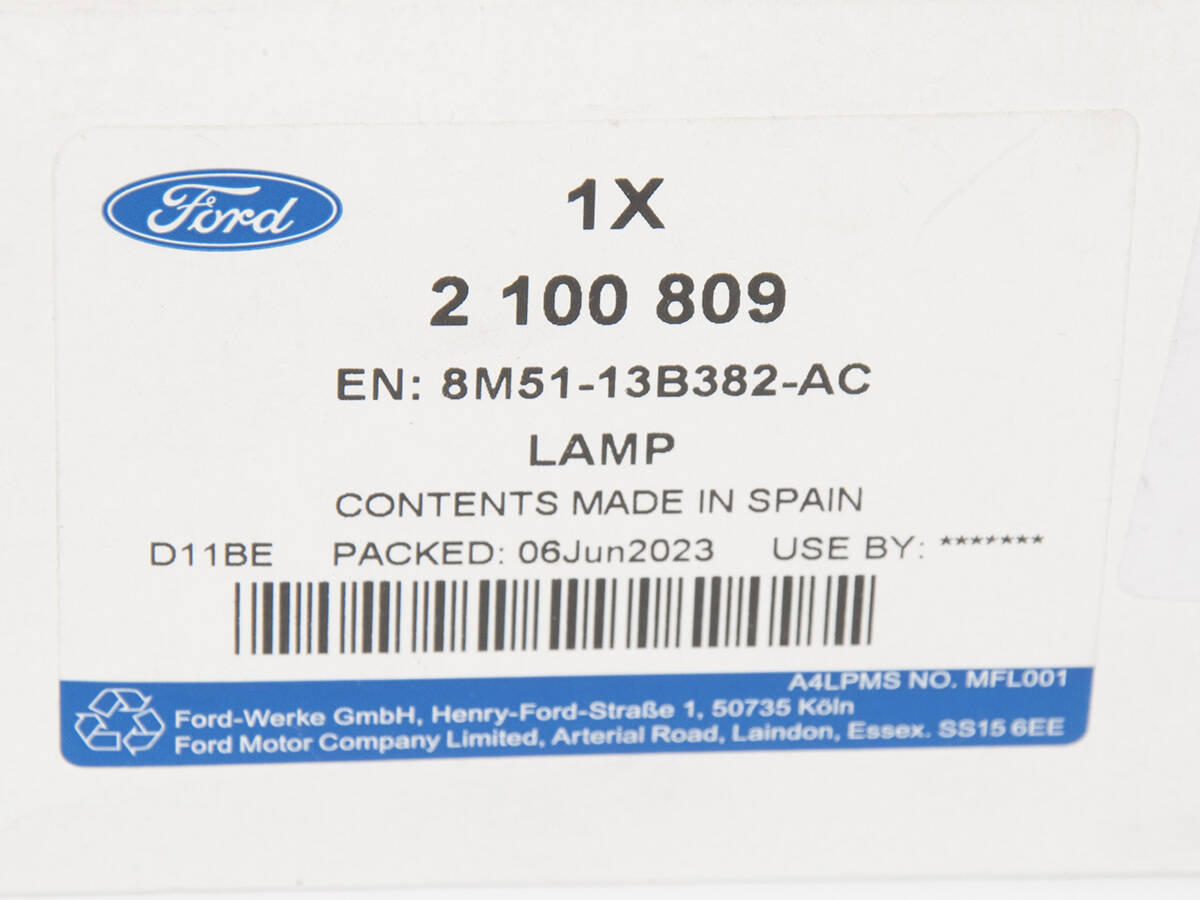 Ford
1X
2 100 809
EN: 8M51-13B382-AC
LAMP
CONTENTS MADE IN SPAIN
D11BE PACKED: 06Jun2023 USE BY: *******
A4LPMS NO. MFL001
Ford-Werke GmbH, Henry-Ford-Straße 1, 50735 Köln
Ford Motor Company Limited, Arterial Road, Laindon, Essex. SS15 6EE